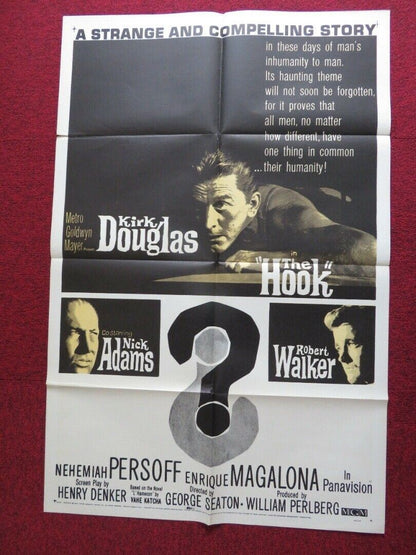 A STRANGE AND COMPELLING STORY
in these days of man's
inhumanity to man.
Its haunting theme
will not soon be forgotten,
for it proves that
all men, no matter
how different, have
one thing in common
...their humanity!
Metro
Goldwyn
Mayer Presents
Kirk
Douglas
in
"The
Hook"
Co-starring
Nick
Adams
Robert
Walker
?
NEHEMIAH PERSOFF ENRIQUE MAGALONA In
Panavision
Screen Play by
HENRY DENKER
Based on the Novel
"L'Hameçon" by
VAHE KATCHA
Directed by
GEORGE SEATON
Produced by
WILLIAM PERLBERG
MGM